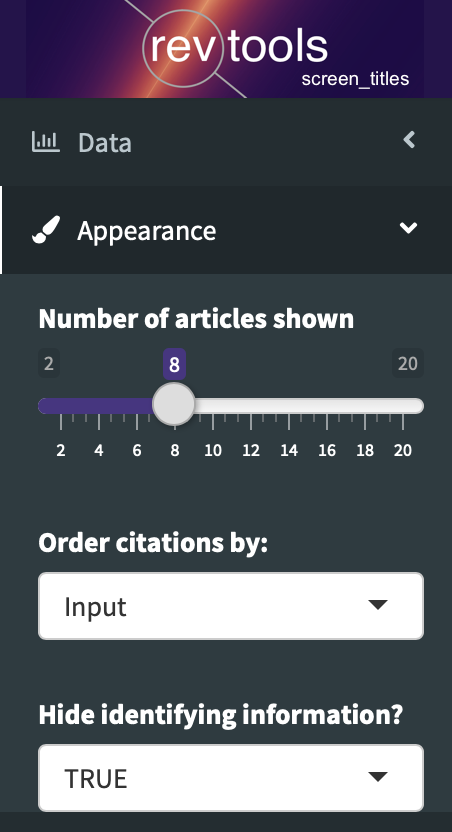 revtools
screen_titles
Data
Appearance
Number of articles shown
2 8 20
2 4 6 8 10 12 14 16 18 20
Order citations by:
Input
Hide identifying information?
TRUE